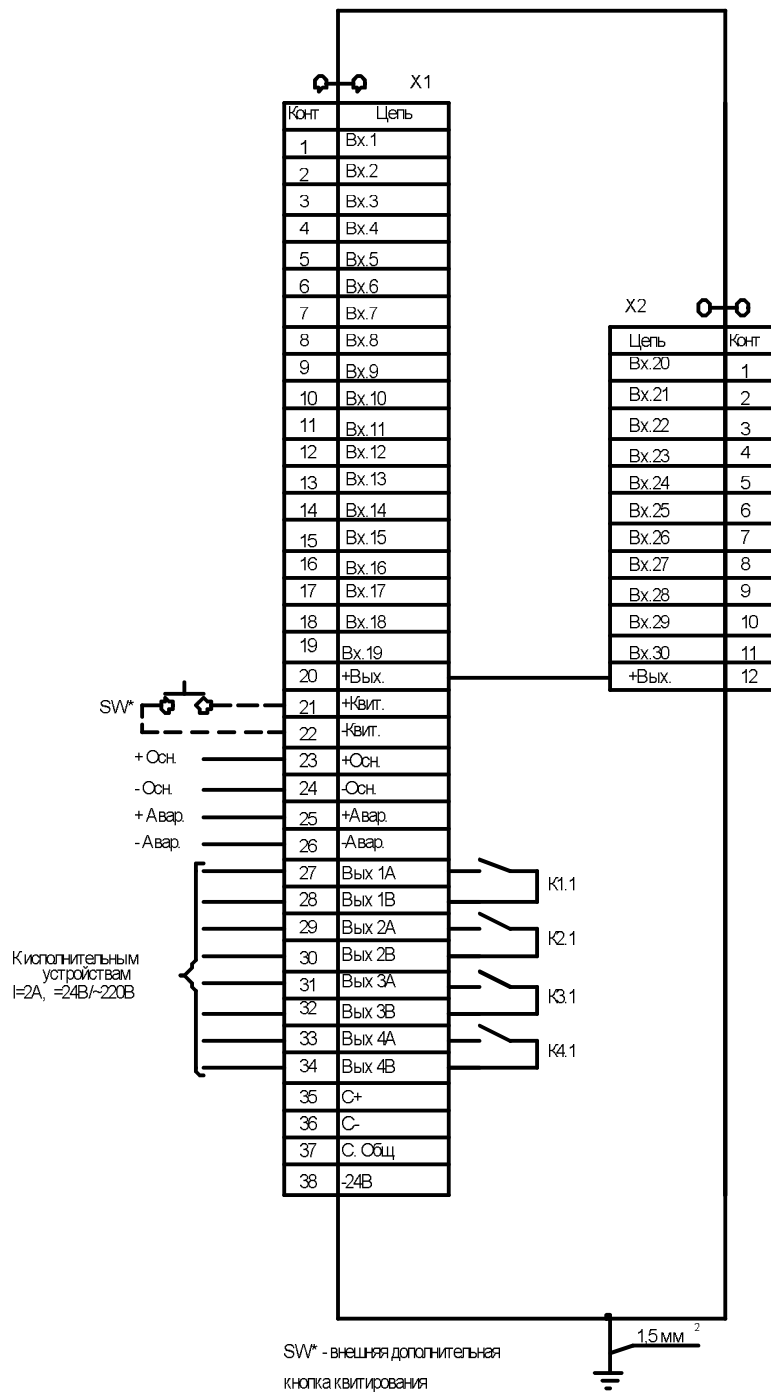 X1
Конт Цепь
1 Вх.1
2 Вх.2
3 Вх.3
4 Вх.4
5 Вх.5
6 Вх.6
7 Вх.7
8 Вх.8
9 Вх.9
10 Вх.10
11 Вх.11
12 Вх.12
13 Вх.13
14 Вх.14
15 Вх.15
16 Вх.16
17 Вх.17
18 Вх.18
19 Вх.19
20 +Вых.
21 +Квит.
22 -Квит.
23 +Осн.
24 -Осн.
25 +Авар.
26 -Авар.
27 Вых 1А
28 Вых 1В
29 Вых 2А
30 Вых 2В
31 Вых 3А
32 Вых 3В
33 Вых 4А
34 Вых 4В
35 С+
36 С-
37 С. Общ
38 -24В
X2
Цепь Конт
Вх.20 1
Вх.21 2
Вх.22 3
Вх.23 4
Вх.24 5
Вх.25 6
Вх.26 7
Вх.27 8
Вх.28 9
Вх.29 10
Вх.30 11
+Вых. 12
SW*
+ Осн.
- Осн.
+ Авар.
- Авар.
К исполнительным
устройствам
I=2А, =24В/~220В
К1.1
К2.1
К3.1
К4.1
1,5 мм²
SW* - внешняя дополнительная
кнопка квитирования